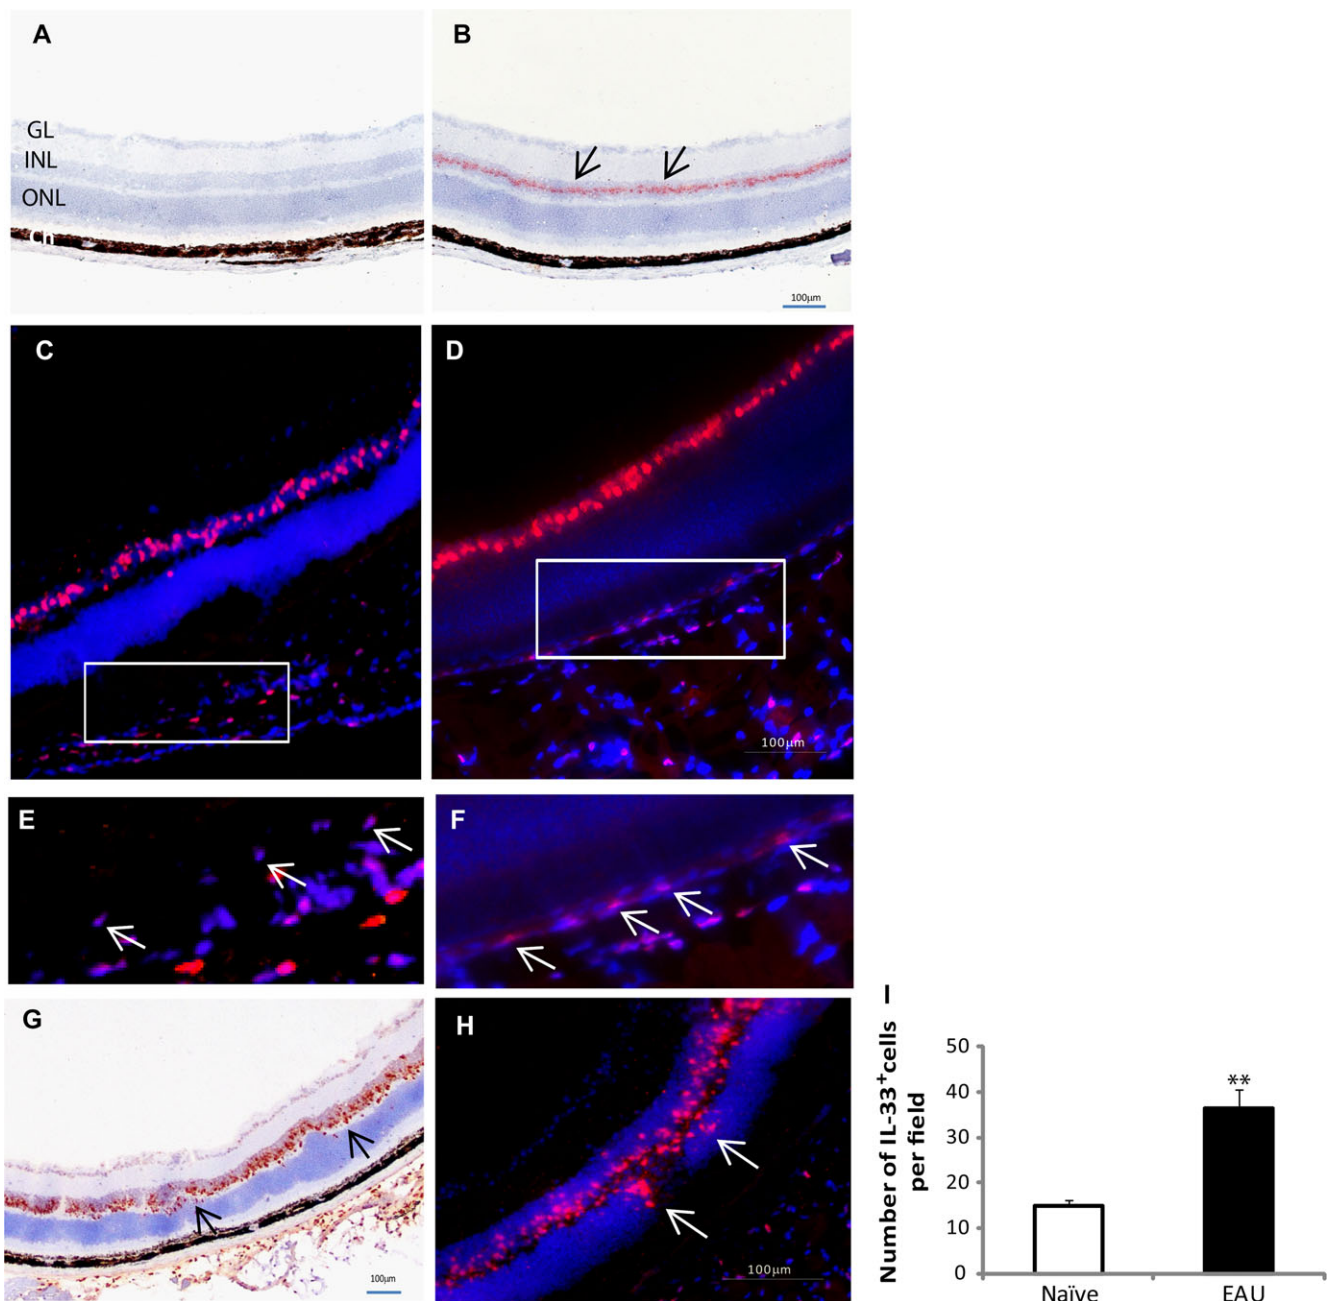 A
B
GL
INL
ONL
Ch
100µm
C
D
100µm
E
F
G
100µm
H
100µm
I
Number of IL-33⁺cells
per field
50
40
30
20
10
0
**
Naïve
EAU